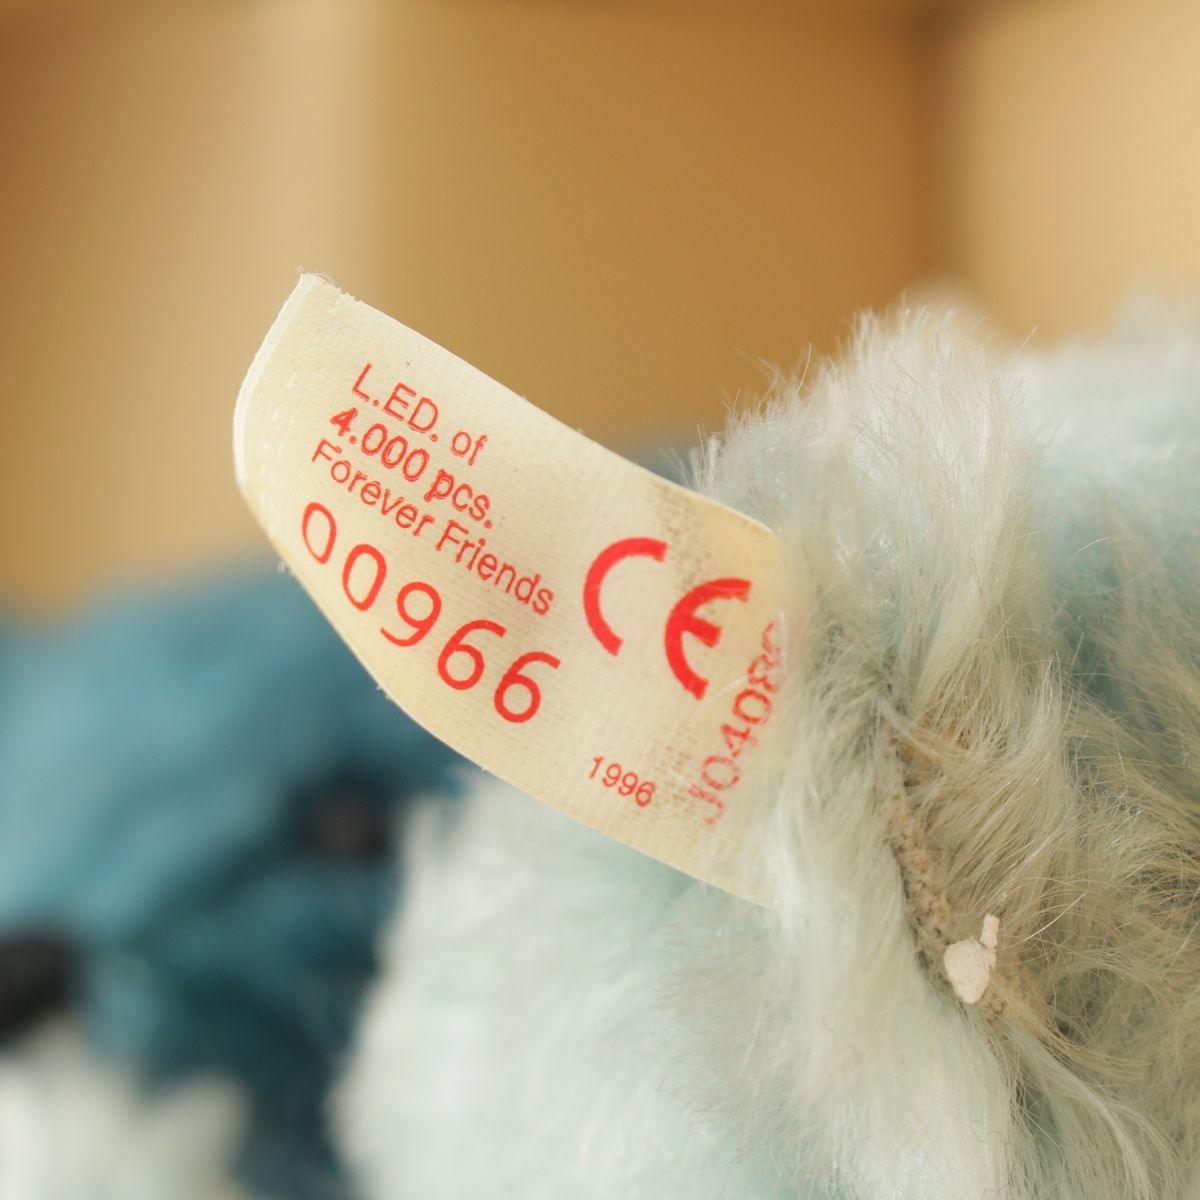 L.ED. of
4.000 pcs.
Forever Friends
00966
CE
1996